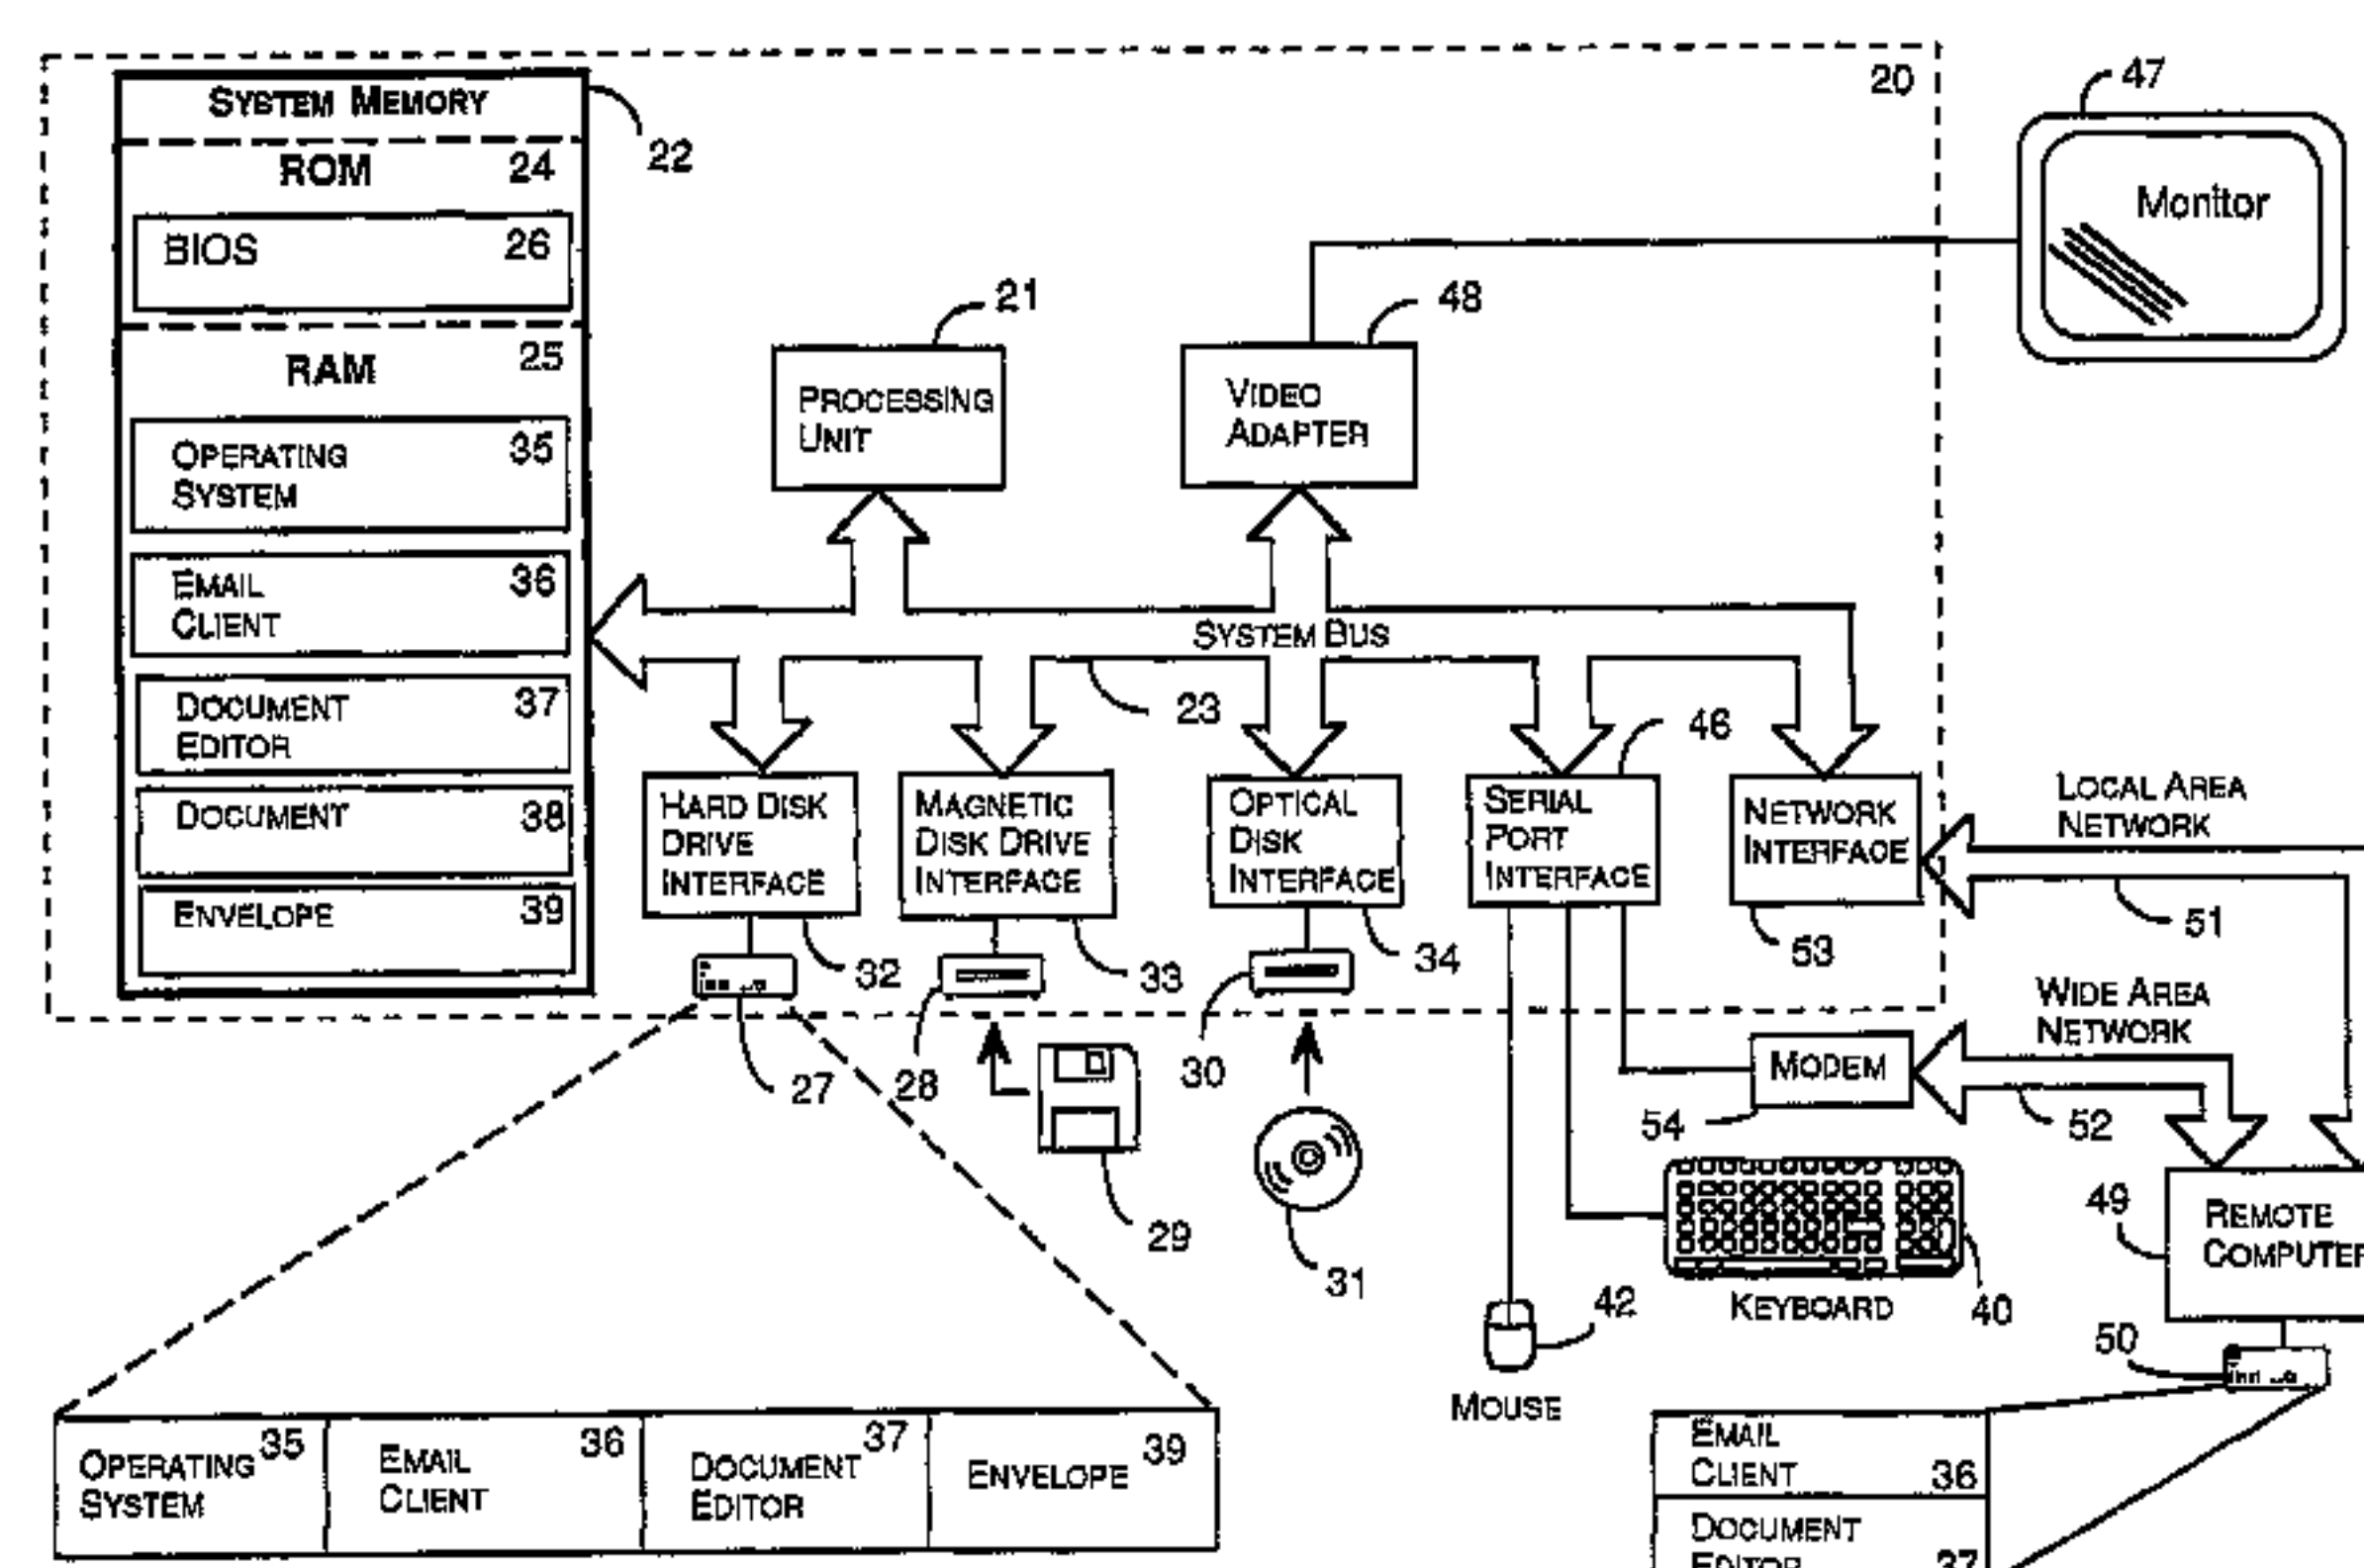 20
47
SYSTEM MEMORY
22
ROM 24
Monitor
BIOS 26
21
48
RAM 25
PROCESSING
UNIT
VIDEO
ADAPTER
OPERATING
SYSTEM
35
EMAIL
CLIENT
36
SYSTEM BUS
23
46
DOCUMENT
EDITOR
37
DOCUMENT 38
ENVELOPE 39
HARD DISK
DRIVE
INTERFACE
MAGNETIC
DISK DRIVE
INTERFACE
OPTICAL
DISK
INTERFACE
SERIAL
PORT
INTERFACE
NETWORK
INTERFACE
LOCAL AREA
NETWORK
51
32
33
34
53
WIDE AREA
NETWORK
27
28
30
MODEM
54
52
29
31
49
REMOTE
COMPUTER
KEYBOARD
40
42
MOUSE
50
OPERATING
SYSTEM
35
EMAIL
CLIENT
36
DOCUMENT
EDITOR
37
ENVELOPE 39
EMAIL
CLIENT 36
DOCUMENT
EDITOR 37